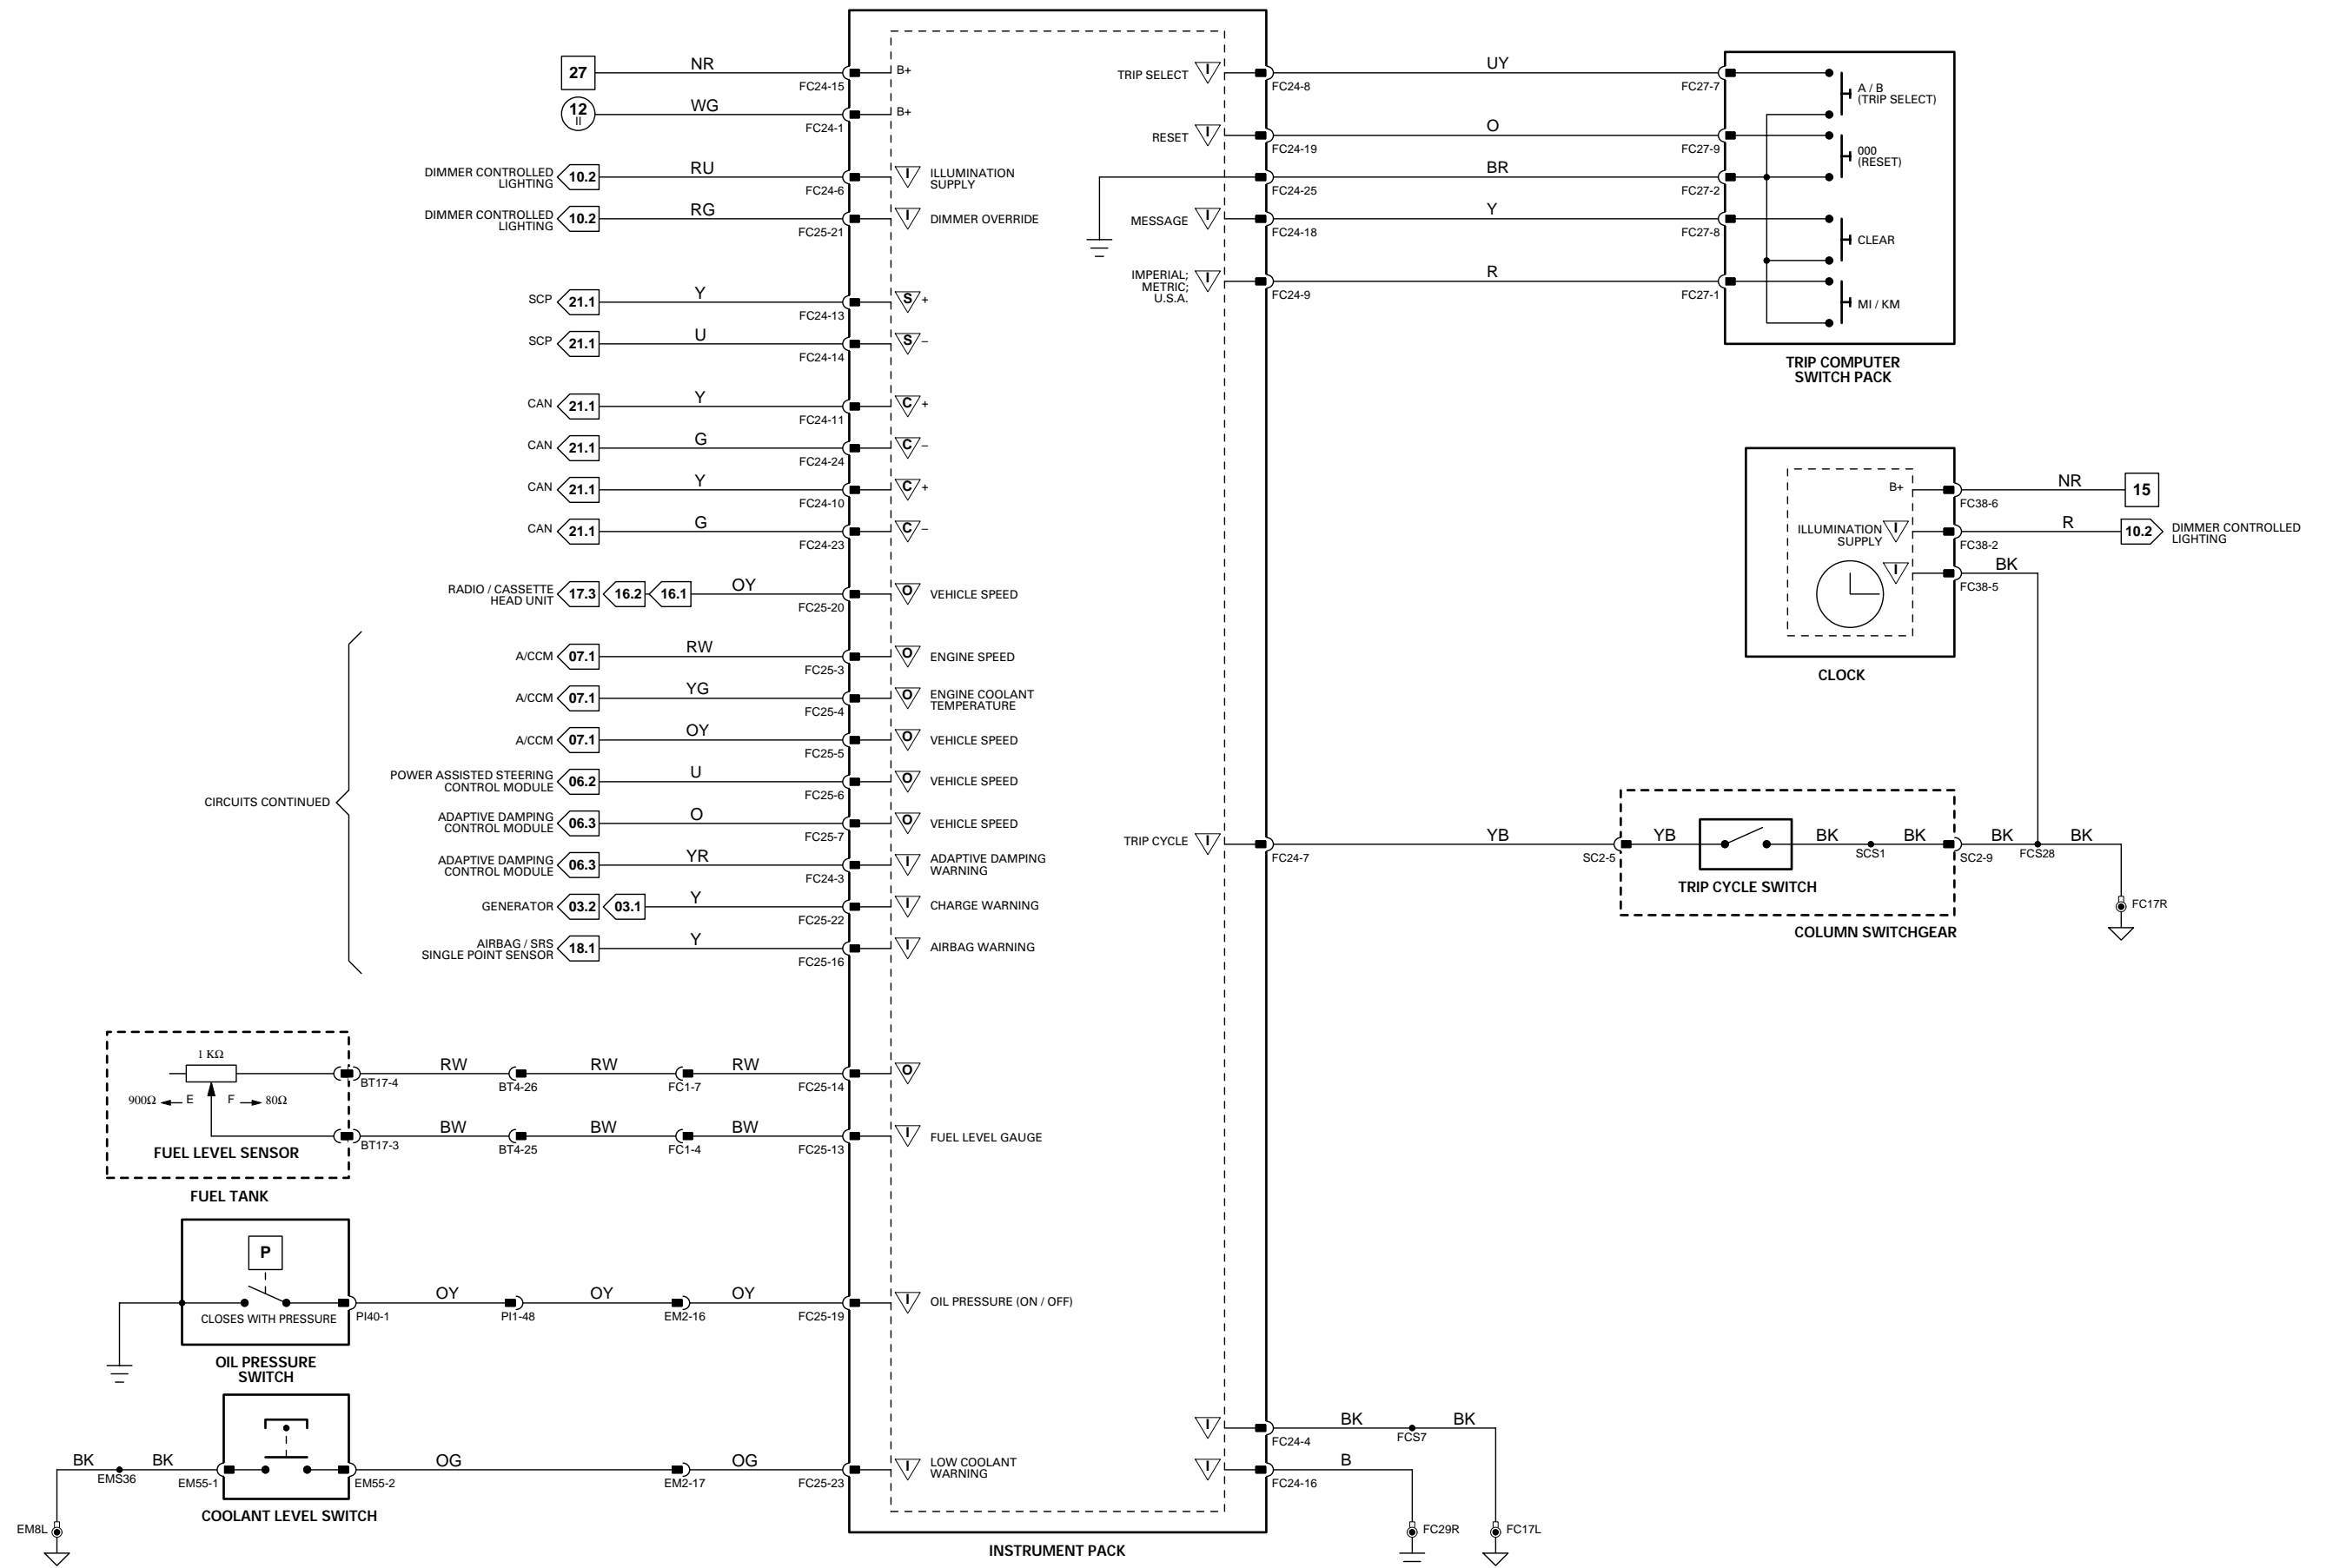 27
NR
FC24-15
B+
12
II
WG
FC24-1
B+
DIMMER CONTROLLED
LIGHTING
10.2
RU
FC24-6
I
ILLUMINATION
SUPPLY
DIMMER CONTROLLED
LIGHTING
10.2
RG
FC25-21
I
DIMMER OVERRIDE
SCP
21.1
Y
FC24-13
S
+
SCP
21.1
U
FC24-14
S
–
CAN
21.1
Y
FC24-11
C
+
CAN
21.1
G
FC24-24
C
–
CAN
21.1
Y
FC24-10
C
+
CAN
21.1
G
FC24-23
C
–
RADIO / CASSETTE
HEAD UNIT
17.3
16.2
16.1
OY
FC25-20
O
VEHICLE SPEED
CIRCUITS CONTINUED
A/CCM
07.1
RW
FC25-3
O
ENGINE SPEED
A/CCM
07.1
YG
FC25-4
O
ENGINE COOLANT
TEMPERATURE
A/CCM
07.1
OY
FC25-5
O
VEHICLE SPEED
POWER ASSISTED STEERING
CONTROL MODULE
06.2
U
FC25-6
O
VEHICLE SPEED
ADAPTIVE DAMPING
CONTROL MODULE
06.3
O
FC25-7
O
VEHICLE SPEED
ADAPTIVE DAMPING
CONTROL MODULE
06.3
YR
FC24-3
I
ADAPTIVE DAMPING
WARNING
GENERATOR
03.2
03.1
Y
FC25-22
I
CHARGE WARNING
AIRBAG / SRS
SINGLE POINT SENSOR
18.1
Y
FC25-16
I
AIRBAG WARNING
1 KΩ
900Ω
E
F
80Ω
BT17-4
RW
BT4-26
RW
FC1-7
RW
FC25-14
O
BT17-3
BW
BT4-25
BW
FC1-4
BW
FC25-13
I
FUEL LEVEL GAUGE
FUEL LEVEL SENSOR
FUEL TANK
P
CLOSES WITH PRESSURE
PI40-1
OY
PI1-48
OY
EM2-16
OY
FC25-19
I
OIL PRESSURE (ON / OFF)
OIL PRESSURE
SWITCH
BK
EMS36
BK
EM55-1
EM55-2
OG
EM2-17
OG
FC25-23
I
LOW COOLANT
WARNING
COOLANT LEVEL SWITCH
EM8L
INSTRUMENT PACK
TRIP SELECT
I
FC24-8
UY
FC27-7
A / B
(TRIP SELECT)
RESET
I
FC24-19
O
FC27-9
000
(RESET)
FC24-25
BR
FC27-2
MESSAGE
I
FC24-18
Y
FC27-8
CLEAR
IMPERIAL;
METRIC;
U.S.A.
I
FC24-9
R
FC27-1
MI / KM
TRIP COMPUTER
SWITCH PACK
B+
FC38-6
NR
15
ILLUMINATION
SUPPLY
I
FC38-2
R
10.2
DIMMER CONTROLLED
LIGHTING
I
FC38-5
BK
CLOCK
TRIP CYCLE
I
FC24-7
YB
SC2-5
YB
BK
SCS1
BK
SC2-9
BK
FCS28
BK
TRIP CYCLE SWITCH
COLUMN SWITCHGEAR
FC17R
I
FC24-4
BK
FCS7
BK
I
FC24-16
B
FC29R
FC17L